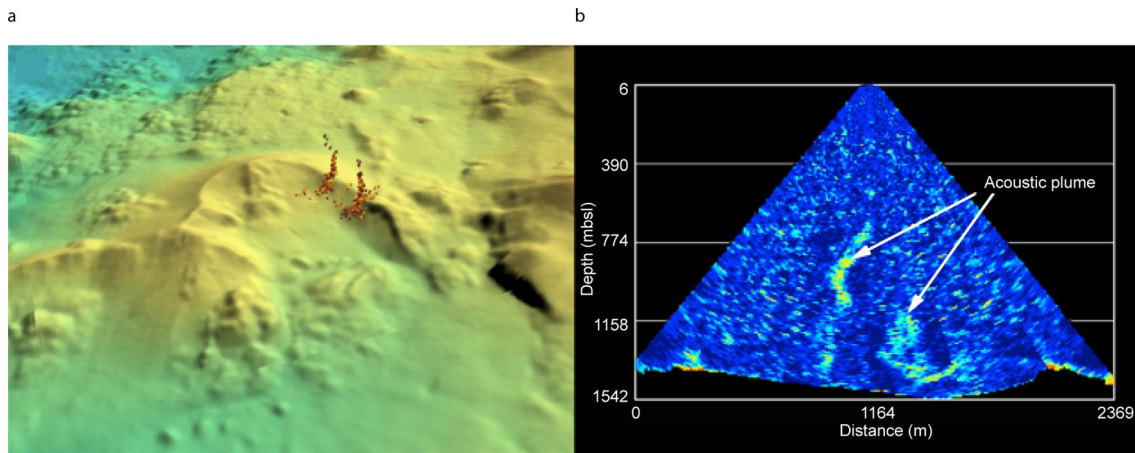 a
b
6
390
774
1158
1542
Depth (mbsl)
Acoustic plume
0
1164
2369
Distance (m)